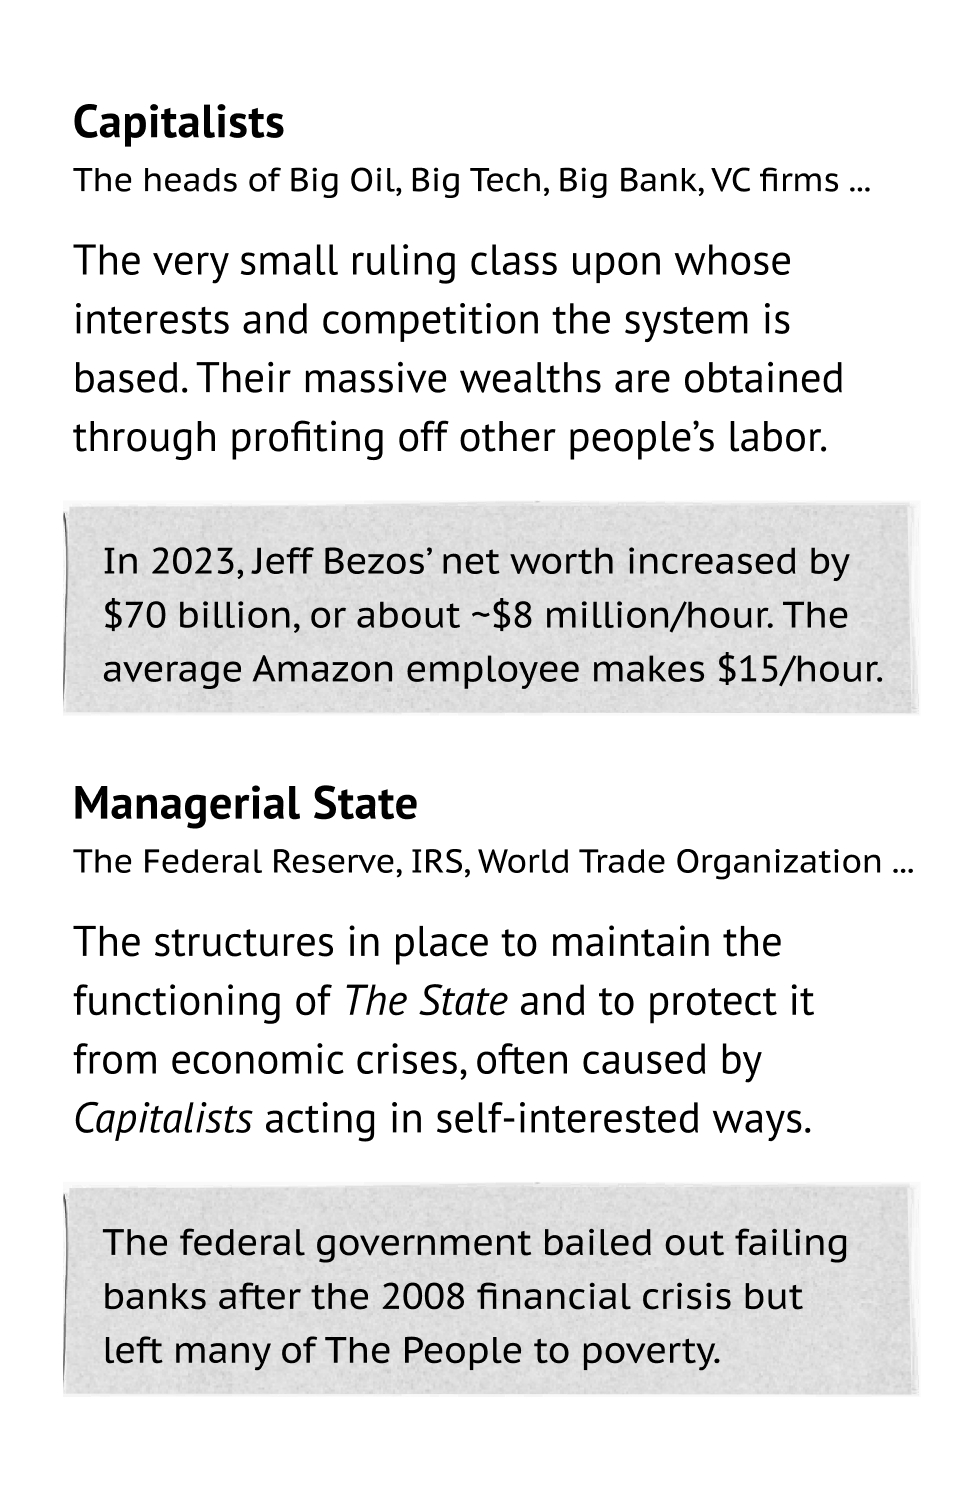 Capitalists
The heads of Big Oil, Big Tech, Big Bank, VC firms ...
The very small ruling class upon whose
interests and competition the system is
based. Their massive wealths are obtained
through profiting off other people’s labor.
In 2023, Jeff Bezos’ net worth increased by
$70 billion, or about ~$8 million/hour. The
average Amazon employee makes $15/hour.
Managerial State
The Federal Reserve, IRS, World Trade Organization ...
The structures in place to maintain the
functioning of The State and to protect it
from economic crises, often caused by
Capitalists acting in self-interested ways.
The federal government bailed out failing
banks after the 2008 financial crisis but
left many of The People to poverty.